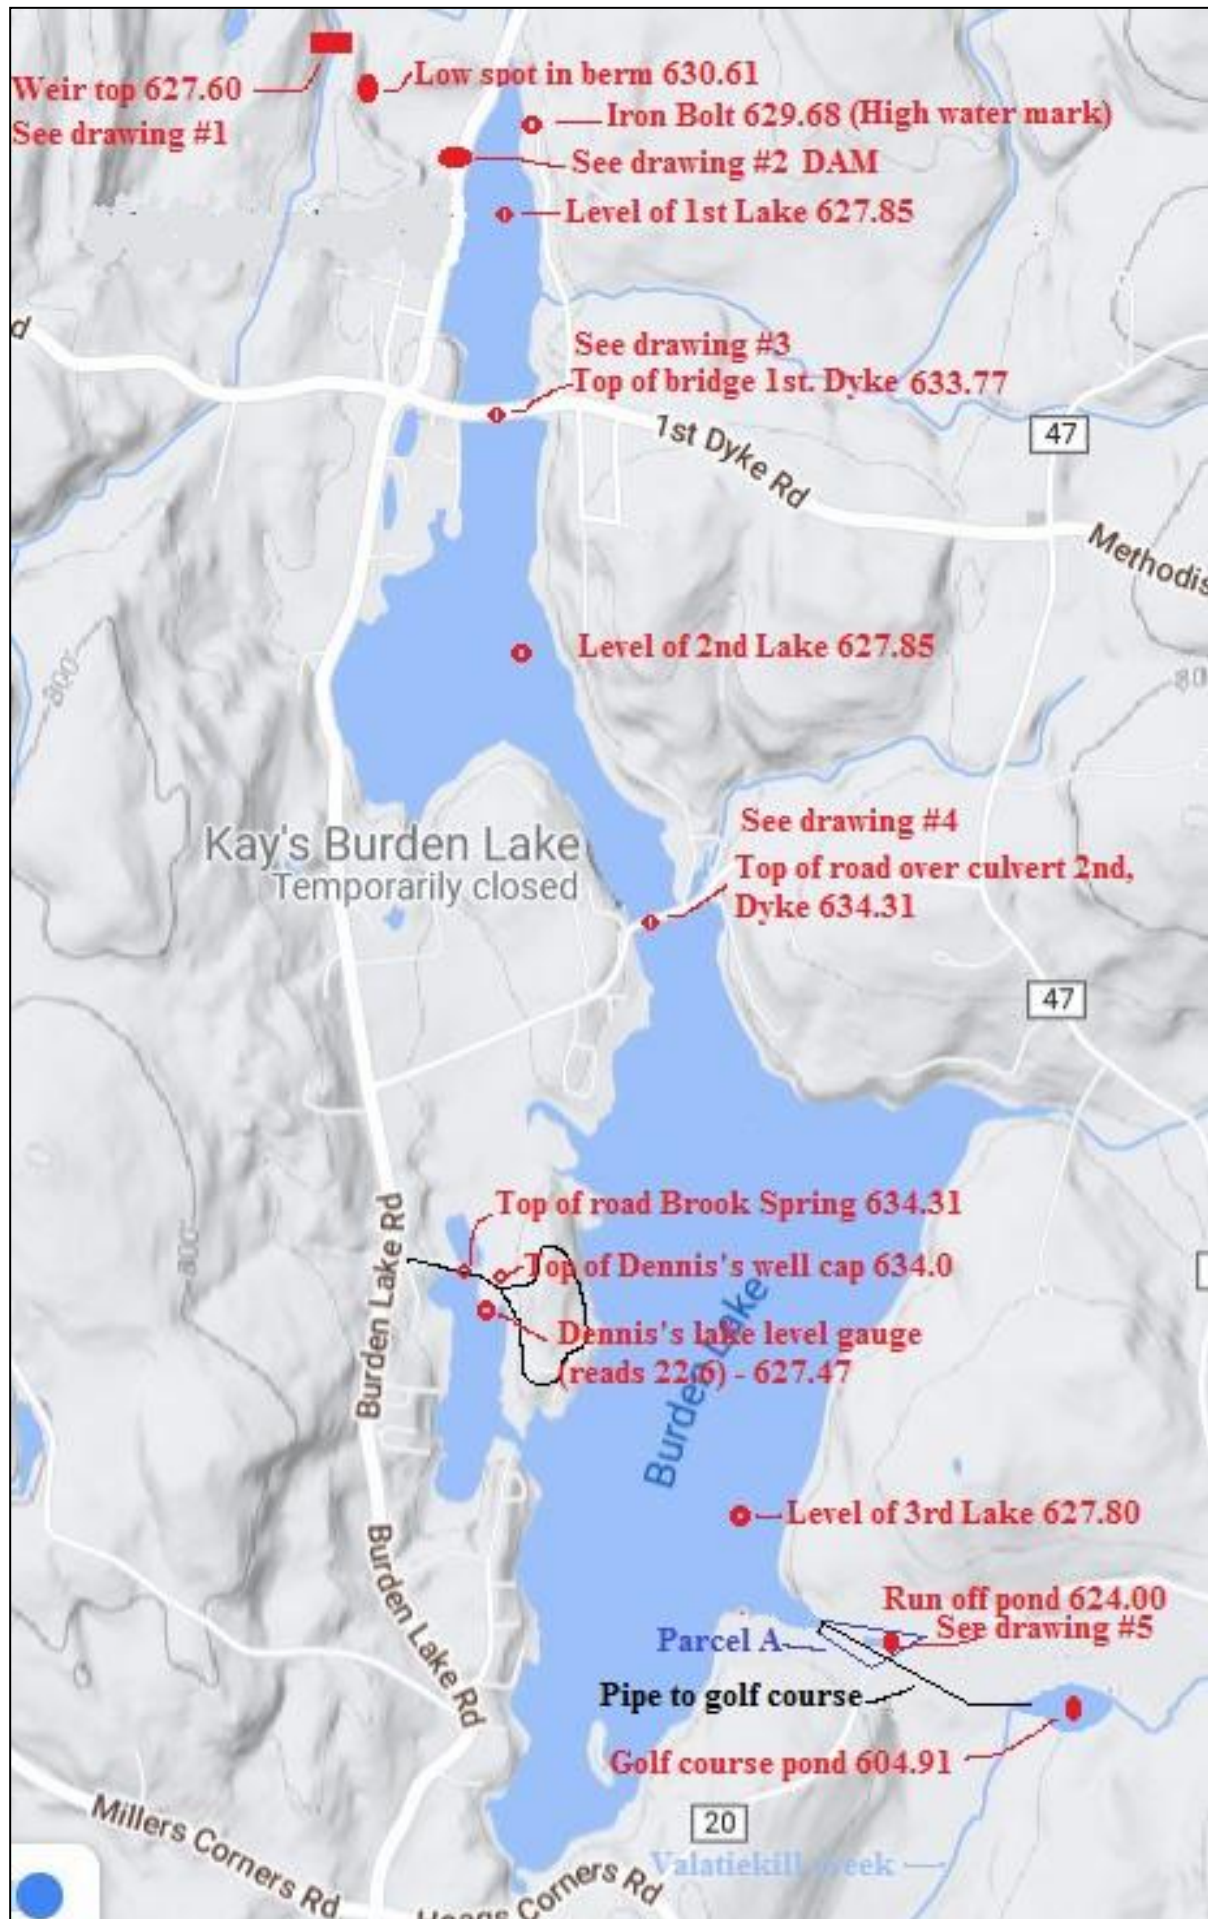 Low spot in berm 630.61
Weir top 627.60
See drawing #1
Iron Bolt 629.68 (High water mark)
See drawing #2 DAM
Level of 1st Lake 627.85
d
See drawing #3
Top of bridge 1st. Dyke 633.77
47
1st Dyke Rd
Methodis
Level of 2nd Lake 627.85
800
80
Kay's Burden Lake
Temporarily closed
See drawing #4
Top of road over culvert 2nd,
Dyke 634.31
47
Top of road Brook Spring 634.31
800
Burden Lake Rd
Top of Dennis's well cap 634.0
Dennis's lake level gauge
(reads 22.6) - 627.47
Burden Lake
Level of 3rd Lake 627.80
Run off pond 624.00
See drawing #5
Parcel A
Burden Lake Rd
Pipe to golf course
Golf course pond 604.91
20
Millers Corners Rd
Valatiekill creek
Corners Rd